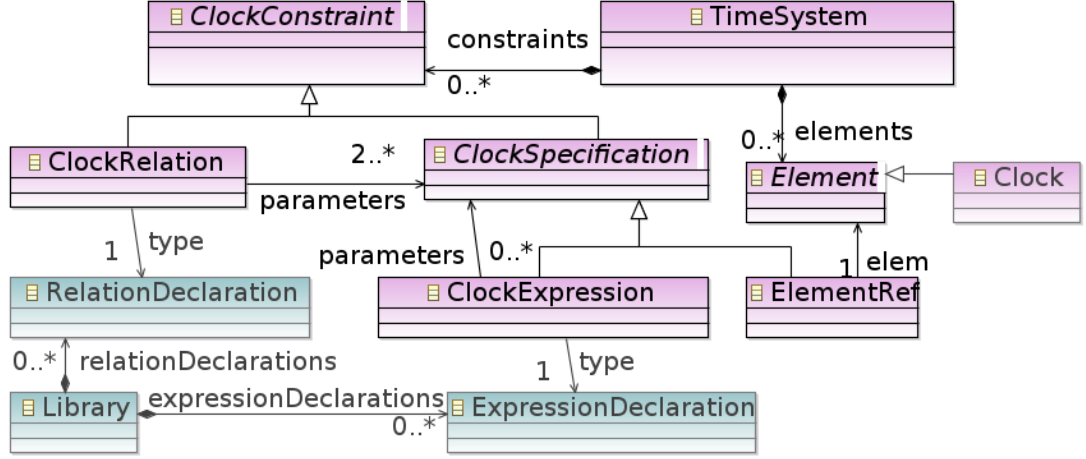 ClockConstraint
TimeSystem
constraints
0..*
elements
0..*
ClockRelation
2..*
ClockSpecification
parameters
Element
Clock
1
type
parameters
0..*
1
elem
RelationDeclaration
ClockExpression
ElementRef
0..*
relationDeclarations
1
type
Library
expressionDeclarations
0..*
ExpressionDeclaration